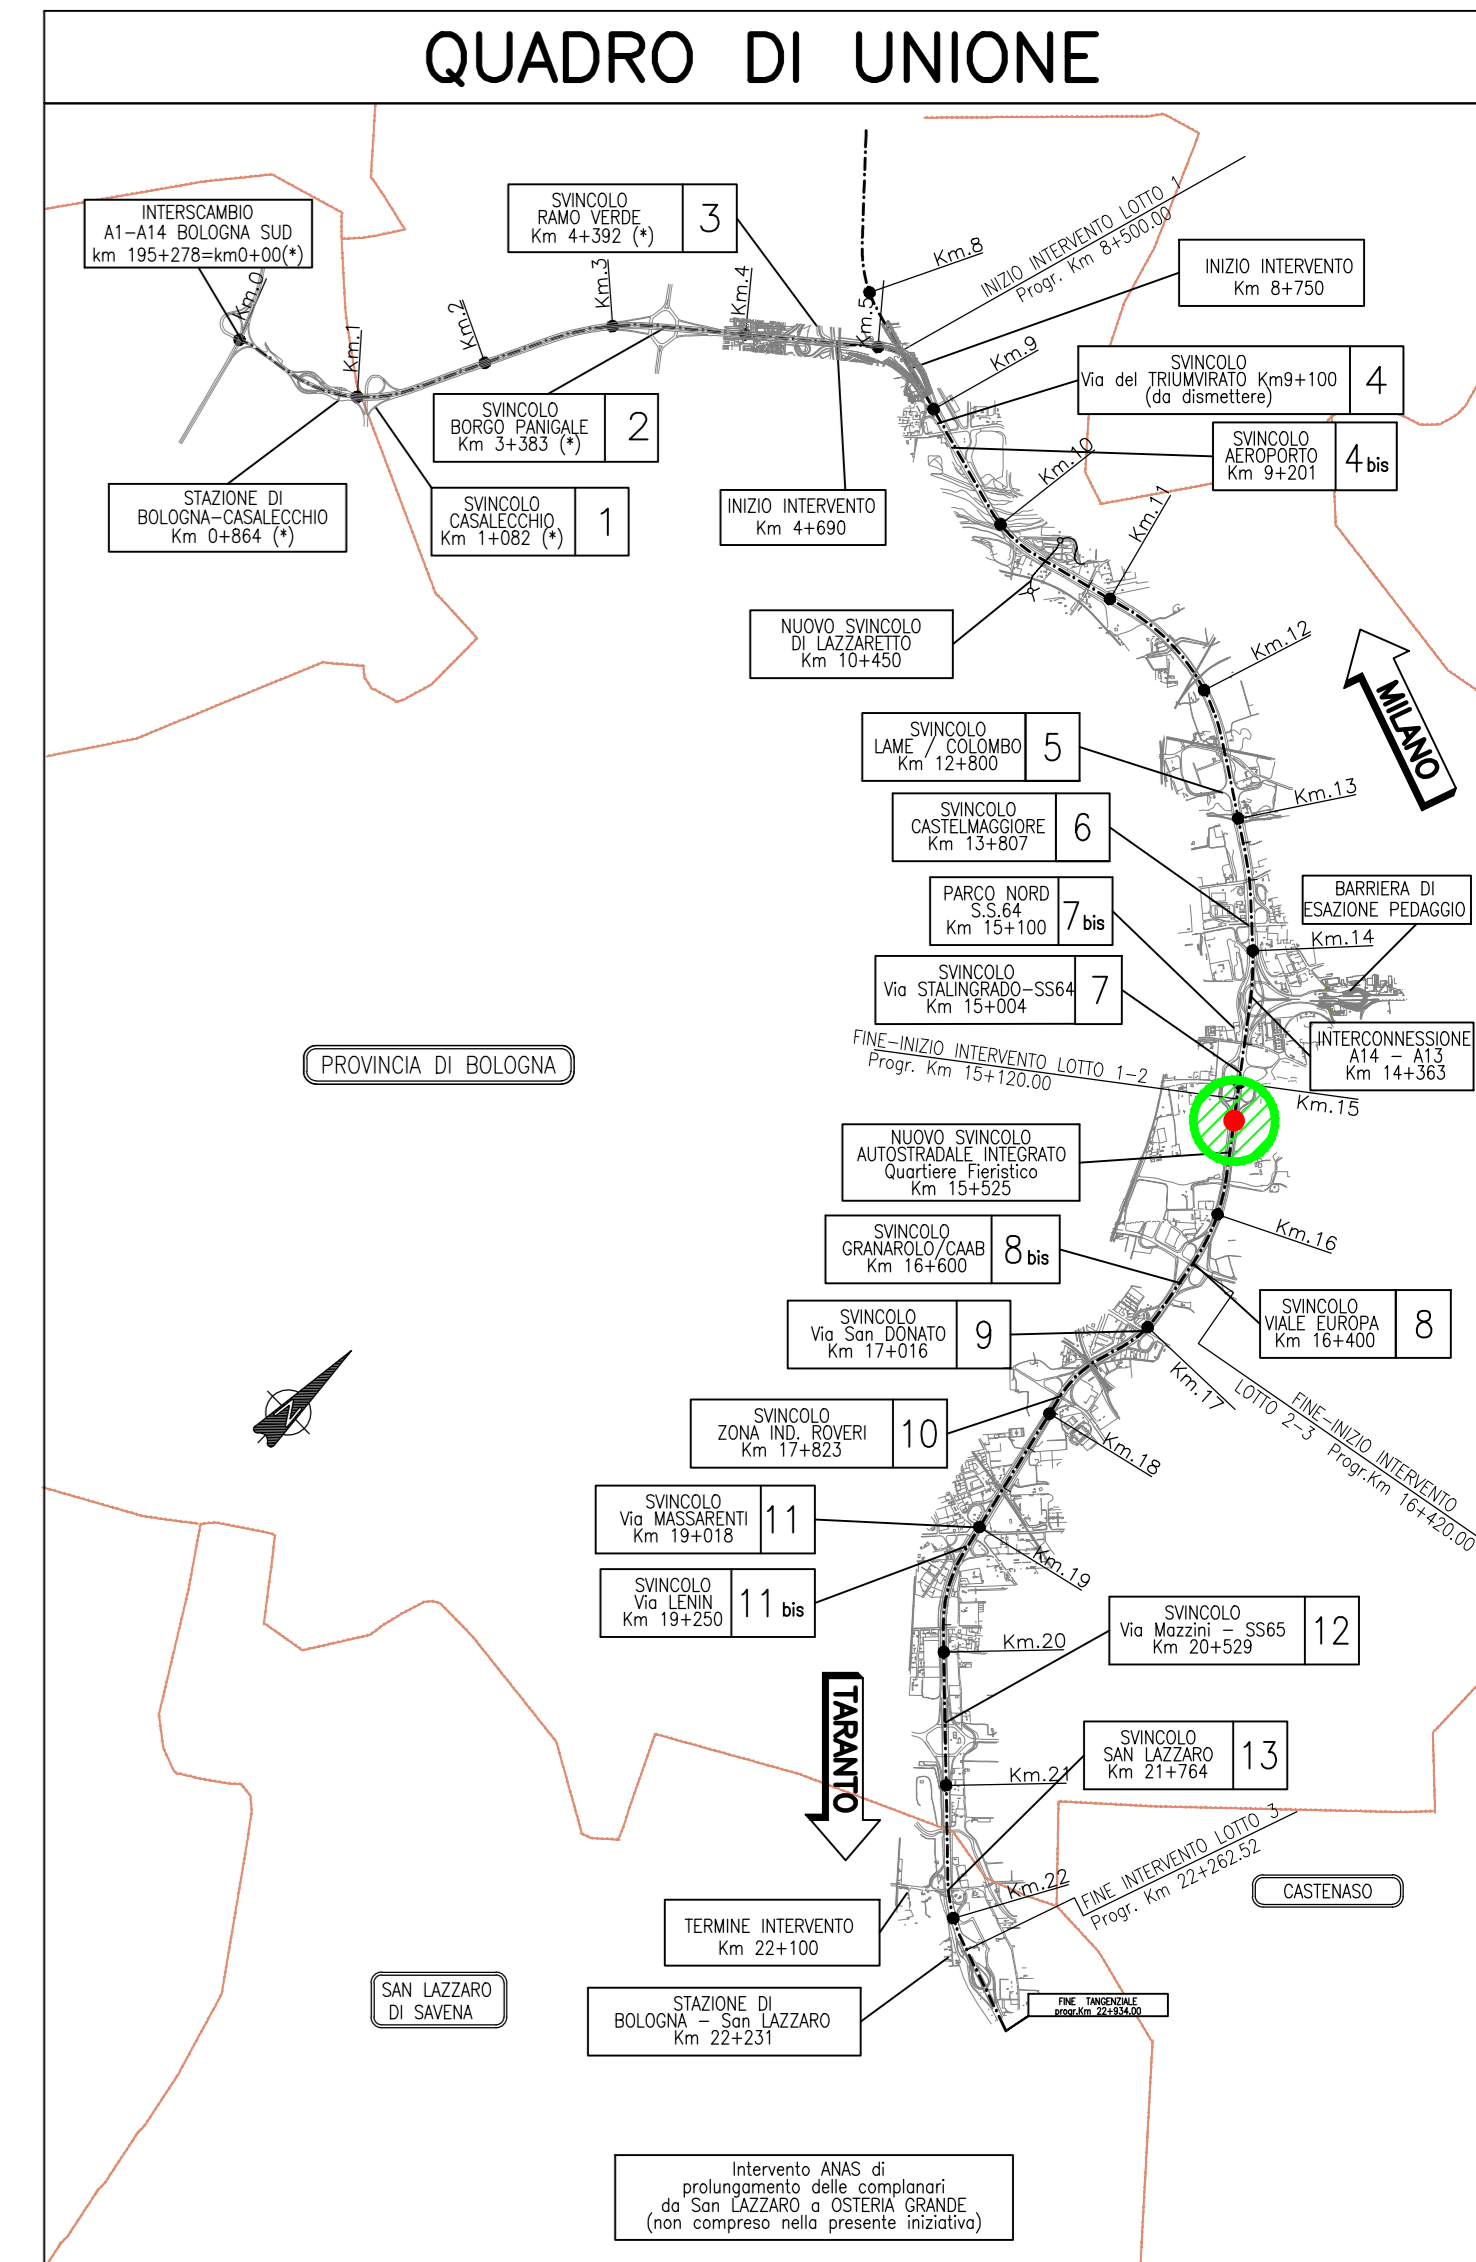 QUADRO DI UNIONE
INTERSCAMBIO
A1-A14 BOLOGNA SUD
km 195+278=km0+00(*)
SVINCOLO
RAMO VERDE
Km 4+392 (*)
3
INIZIO INTERVENTO LOTTO 1
Progr. Km 8+500.00
INIZIO INTERVENTO
Km 8+750
Km.0
Km.1
Km.2
Km.3
Km.4
Km.5
Km.8
Km.9
SVINCOLO
Via del TRIUMVIRATO Km9+100
(da dismettere)
4
SVINCOLO
BORGO PANIGALE
Km 3+383 (*)
2
SVINCOLO
AEROPORTO
Km 9+201
4 bis
STAZIONE DI
BOLOGNA-CASALECCHIO
Km 0+864 (*)
SVINCOLO
CASALECCHIO
Km 1+082 (*)
1
INIZIO INTERVENTO
Km 4+690
Km.10
Km.11
NUOVO SVINCOLO
DI LAZZARETTO
Km 10+450
Km.12
MILANO
SVINCOLO
LAME / COLOMBO
Km 12+800
5
Km.13
SVINCOLO
CASTELMAGGIORE
Km 13+807
6
PARCO NORD
S.S.64
Km 15+100
7 bis
BARRIERA DI
ESAZIONE PEDAGGIO
Km.14
SVINCOLO
Via STALINGRADO-SS64
Km 15+004
7
INTERCONNESSIONE
A14 - A13
Km 14+363
FINE-INIZIO INTERVENTO LOTTO 1-2
Progr. Km 15+120.00
PROVINCIA DI BOLOGNA
Km.15
NUOVO SVINCOLO
AUTOSTRADALE INTEGRATO
Quartiere Fieristico
Km 15+525
Km.16
SVINCOLO
GRANAROLO/CAAB
Km 16+600
8 bis
SVINCOLO
VIALE EUROPA
Km 16+400
8
SVINCOLO
Via San DONATO
Km 17+016
9
Km.17
FINE-INIZIO INTERVENTO
LOTTO 2-3 Progr.Km 16+420.00
SVINCOLO
ZONA IND. ROVERI
Km 17+823
10
Km.18
SVINCOLO
Via MASSARENTI
Km 19+018
11
Km.19
SVINCOLO
Via LENIN
Km 19+250
11 bis
SVINCOLO
Via Mazzini - SS65
Km 20+529
12
Km.20
TARANTO
SVINCOLO
SAN LAZZARO
Km 21+764
13
Km.21
FINE INTERVENTO LOTTO 3
Progr. Km 22+262.52
Km.22
CASTENASO
TERMINE INTERVENTO
Km 22+100
SAN LAZZARO
DI SAVENA
STAZIONE DI
BOLOGNA - San LAZZARO
Km 22+231
FINE TANGENZIALE
progr.Km 22+934.00
Intervento ANAS di
prolungamento delle complanari
da San LAZZARO a OSTERIA GRANDE
(non compreso nella presente iniziativa)